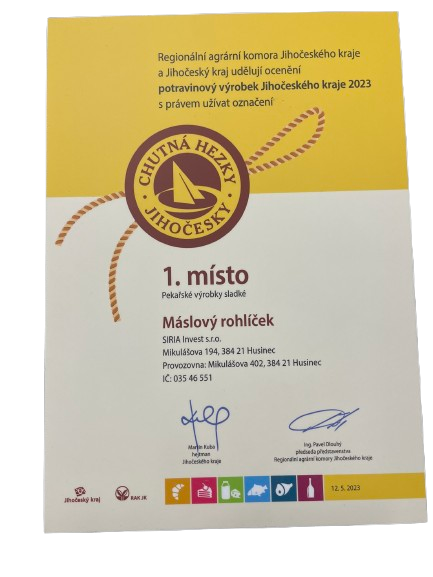 Regionální agrární komora Jihočeského kraje
a Jihočeský kraj udělují ocenění
potravinový výrobek Jihočeského kraje 2023
s právem užívat označení
CHUTNÁ HEZKY
JIHOČESKY
1. místo
Pekařské výrobky sladké
Máslový rohlíček
SIRIA Invest s.r.o.
Mikulášova 194, 384 21 Husinec
Provozovna: Mikulášova 402, 384 21 Husinec
IČ: 035 46 551
Martin Kuba
hejtman
Jihočeského kraje
Ing. Pavel Dlouhý
předseda představenstva
Regionální agrární komory Jihočeského kraje
Jihočeský kraj
RAK JK
12. 5. 2023